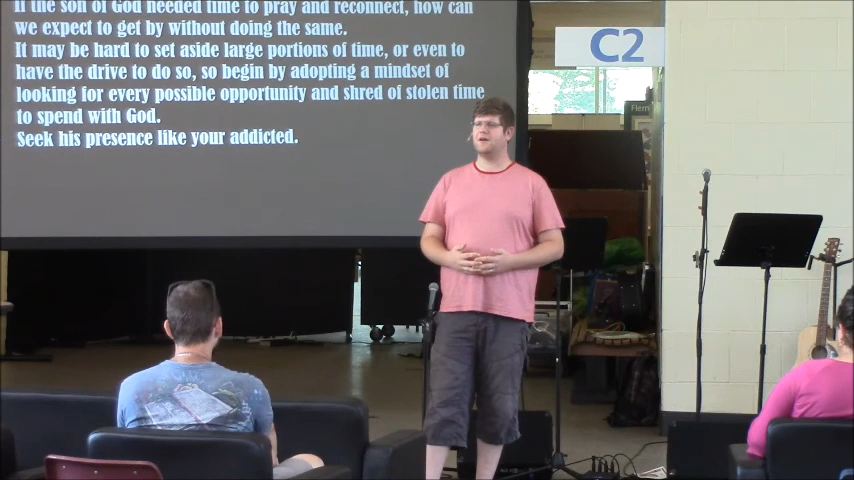 If the son of God needed time to pray and reconnect, how can
we expect to get by without doing the same.
It may be hard to set aside large portions of time, or even to
have the drive to do so, so begin by adopting a mindset of
looking for every possible opportunity and shred of stolen time
to spend with God.
Seek his presence like your addicted.
C2